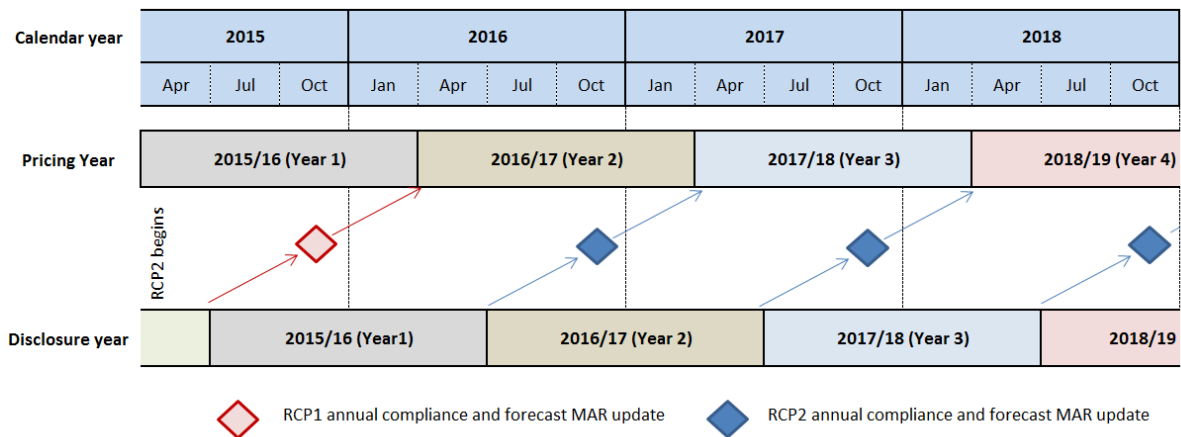 Calendar year 2015 2016 2017 2018
Apr Jul Oct Jan Apr Jul Oct Jan Apr Jul Oct Jan Apr Jul Oct
Pricing Year 2015/16 (Year 1) 2016/17 (Year 2) 2017/18 (Year 3) 2018/19 (Year 4)
RCP2 begins
Disclosure year 2015/16 (Year1) 2016/17 (Year 2) 2017/18 (Year 3) 2018/19
RCP1 annual compliance and forecast MAR update RCP2 annual compliance and forecast MAR update